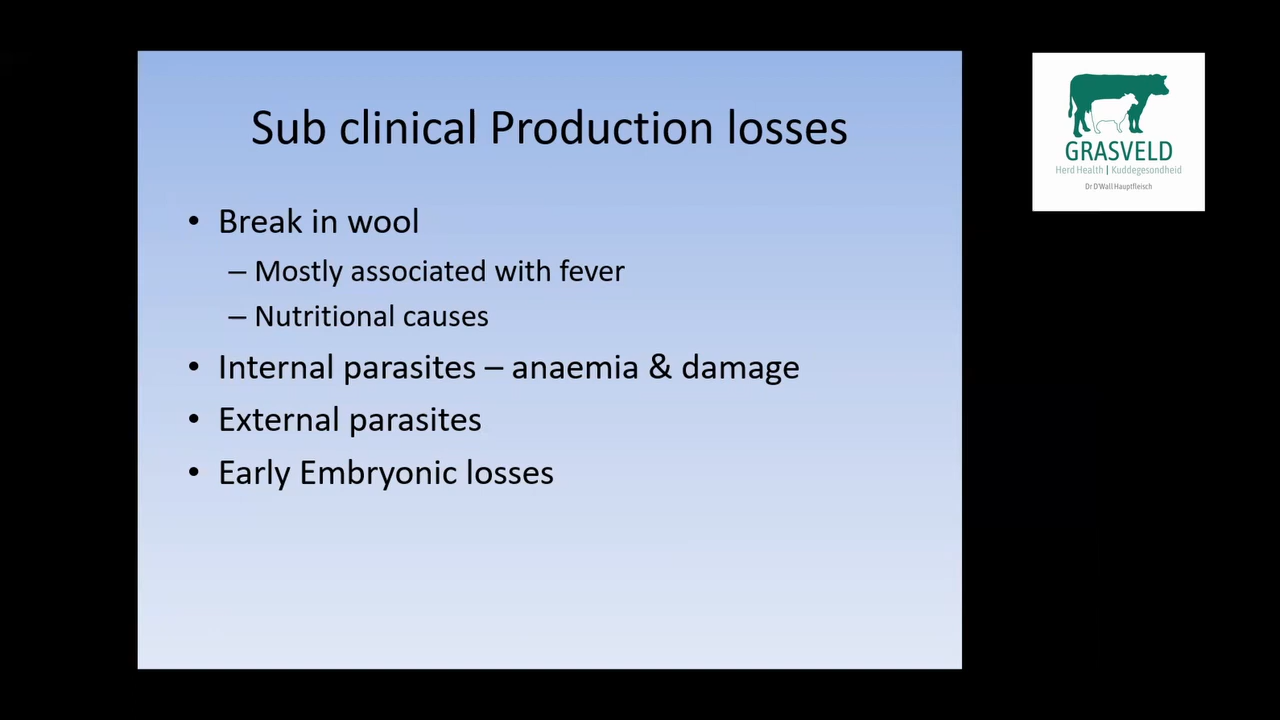 Sub clinical Production losses
• Break in wool
– Mostly associated with fever
– Nutritional causes
• Internal parasites – anaemia & damage
• External parasites
• Early Embryonic losses
GRASVELD
Herd Health | Kuddegesondheid
Dr D'Wall Hauptfleisch